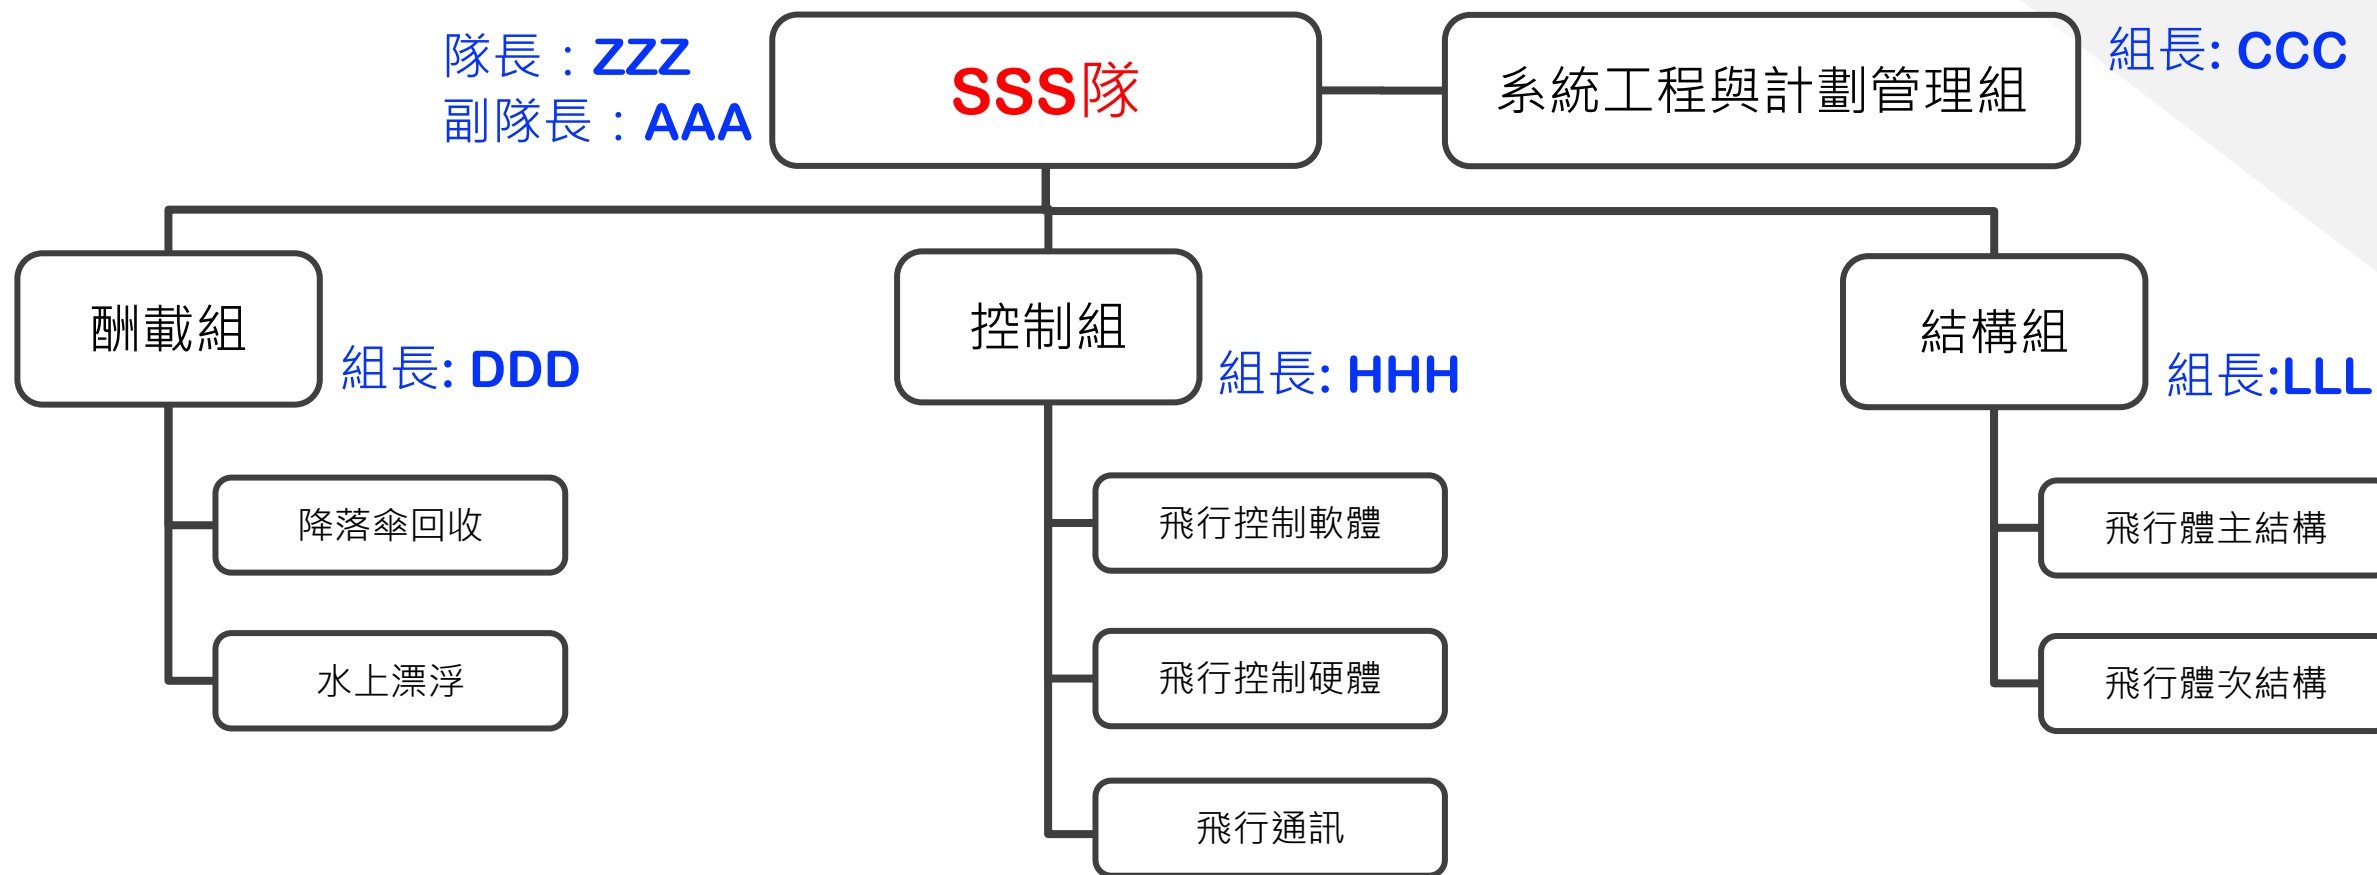 隊長：ZZZ
副隊長：AAA
SSS隊
系統工程與計劃管理組
組長: CCC
酬載組
組長: DDD
控制組
組長: HHH
結構組
組長:LLL
降落傘回收
飛行控制軟體
飛行體主結構
水上漂浮
飛行控制硬體
飛行體次結構
飛行通訊